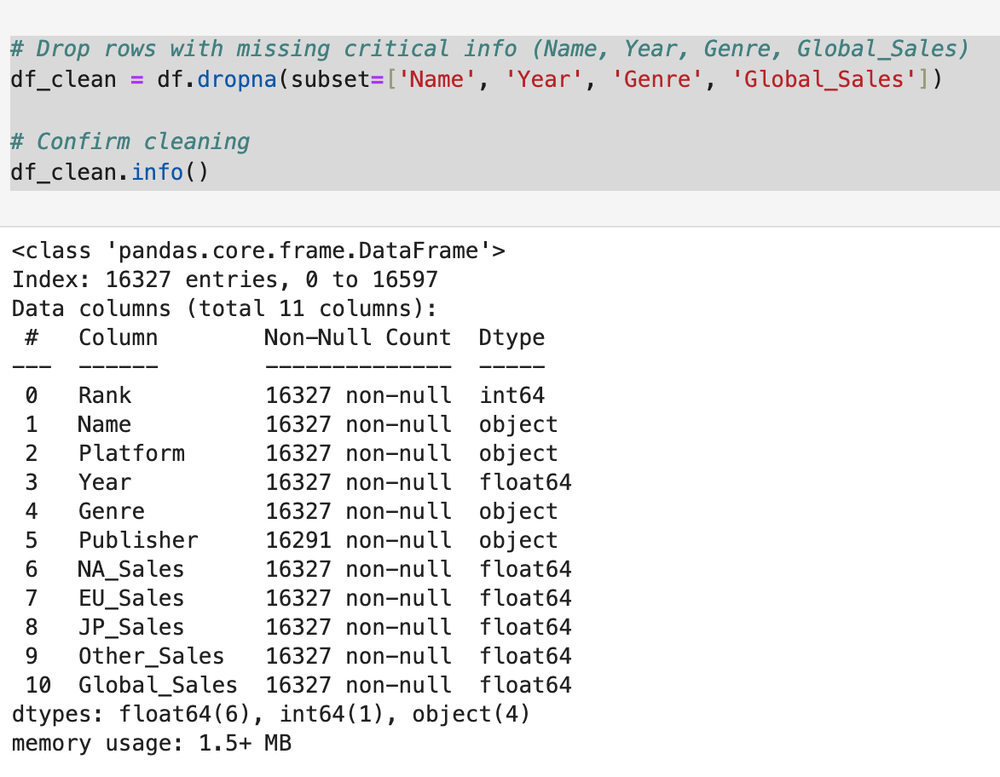 # Drop rows with missing critical info (Name, Year, Genre, Global_Sales)
df_clean = df.dropna(subset=['Name', 'Year', 'Genre', 'Global_Sales'])
# Confirm cleaning
df_clean.info()
<class 'pandas.core.frame.DataFrame'>
Index: 16327 entries, 0 to 16597
Data columns (total 11 columns):
 #   Column        Non-Null Count  Dtype
---  ------        --------------  -----
 0   Rank          16327 non-null  int64
 1   Name          16327 non-null  object
 2   Platform      16327 non-null  object
 3   Year          16327 non-null  float64
 4   Genre         16327 non-null  object
 5   Publisher     16291 non-null  object
 6   NA_Sales      16327 non-null  float64
 7   EU_Sales      16327 non-null  float64
 8   JP_Sales      16327 non-null  float64
 9   Other_Sales   16327 non-null  float64
 10  Global_Sales  16327 non-null  float64
dtypes: float64(6), int64(1), object(4)
memory usage: 1.5+ MB